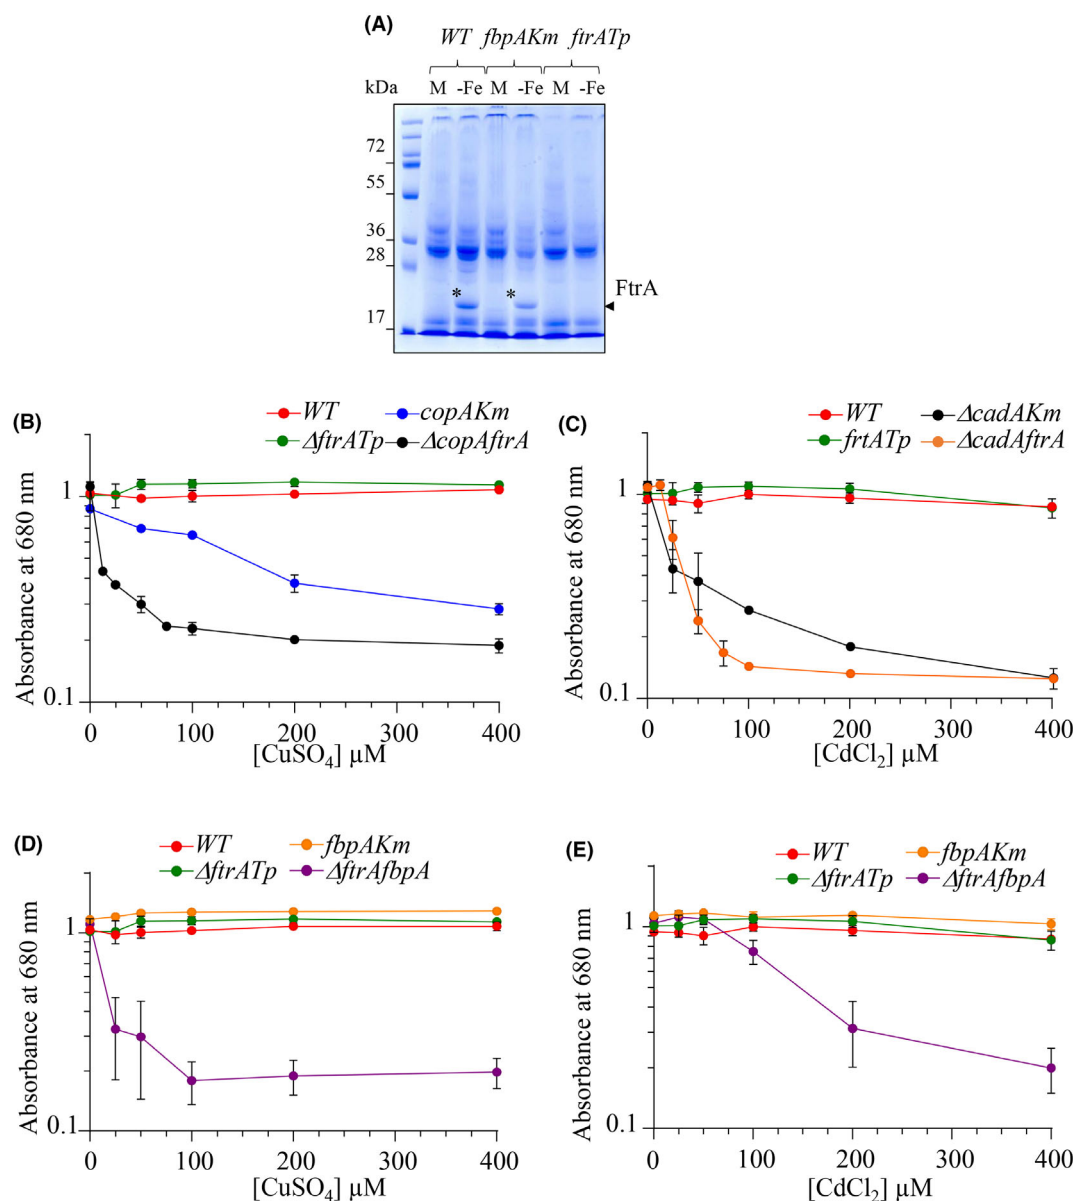 (A)
WT fbpAKm ftrATp
kDa M -Fe M -Fe M -Fe
72
55
36
28
17
* *
FtrA
(B)
WT copAKm
ΔftrATp ΔcopAftrA
Absorbance at 680 nm
1
0.1
0 100 200 300 400
[CuSO4] µM
(C)
WT ΔcadAKm
frtATp ΔcadAftrA
Absorbance at 680 nm
1
0.1
0 100 200 300 400
[CdCl2] µM
(D)
WT fbpAKm
ΔftrATp ΔftrAfbpA
Absorbance at 680 nm
1
0.1
0 100 200 300 400
[CuSO4] µM
(E)
WT fbpAKm
ΔftrATp ΔftrAfbpA
Absorbance at 680 nm
1
0.1
0 100 200 300 400
[CdCl2] µM